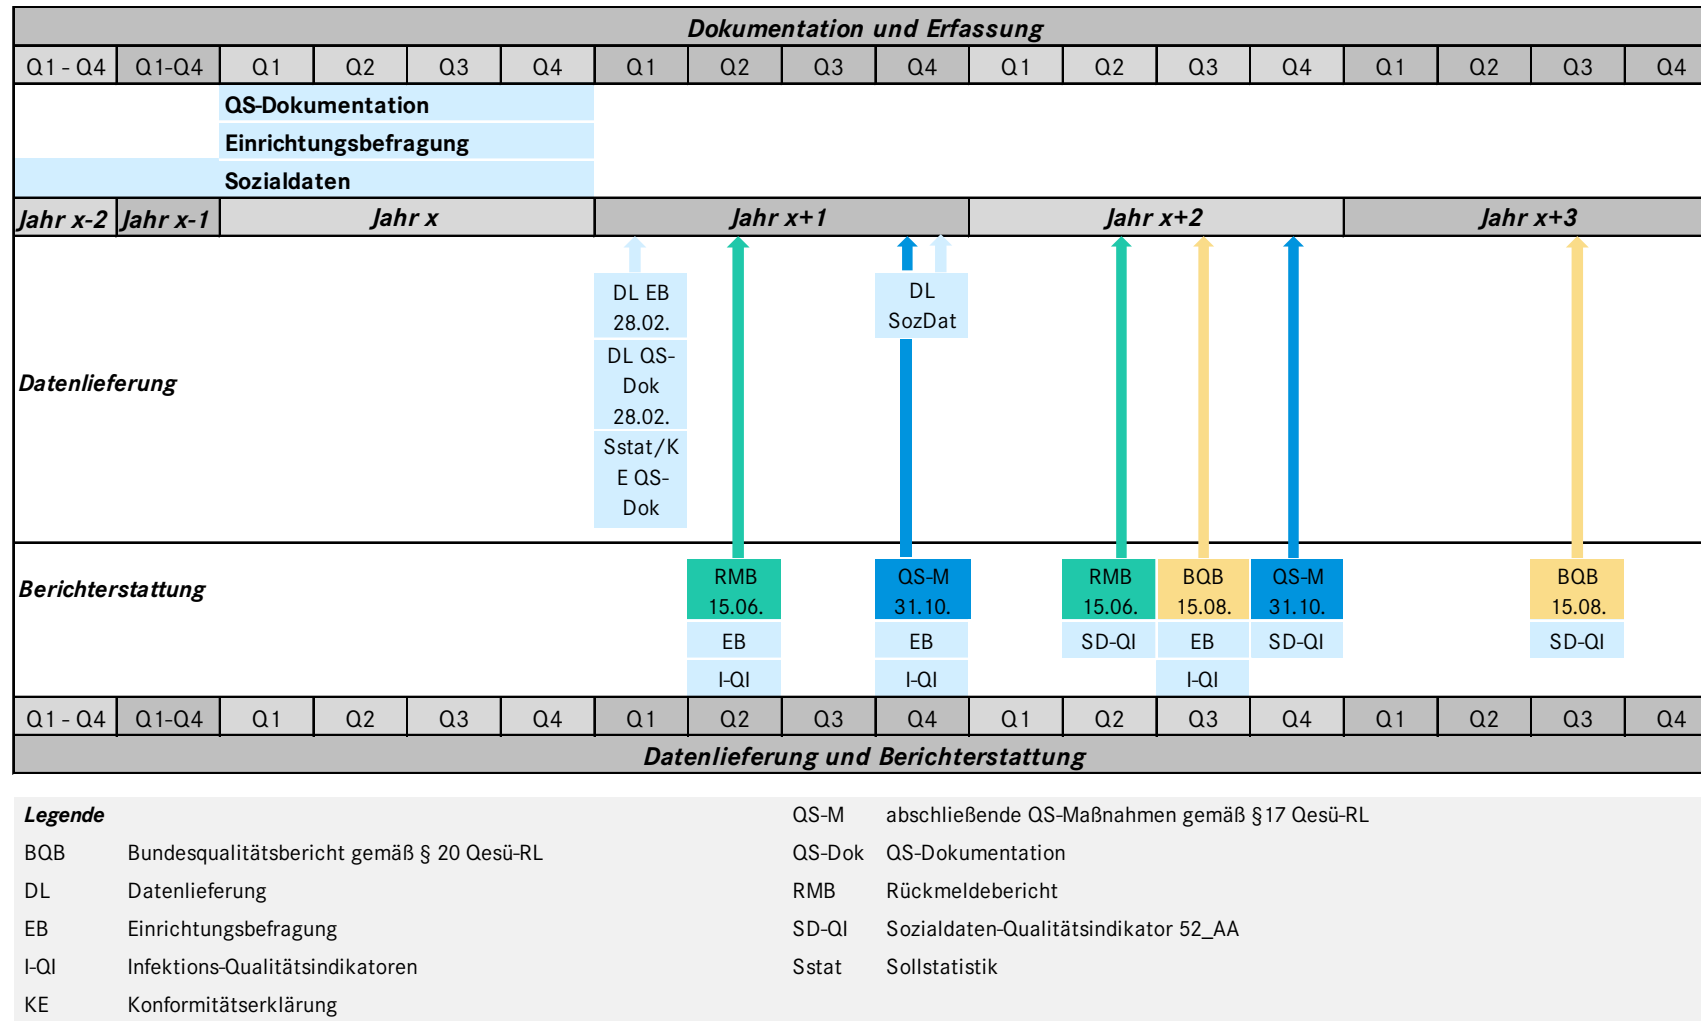 Dokumentation und Erfassung
Q1 - Q4 Q1-Q4 Q1 Q2 Q3 Q4 Q1 Q2 Q3 Q4 Q1 Q2 Q3 Q4 Q1 Q2 Q3 Q4
QS-Dokumentation
Einrichtungsbefragung
Sozialdaten
Jahr x-2 Jahr x-1 Jahr x Jahr x+1 Jahr x+2 Jahr x+3
Datenlieferung
DL EB
28.02.
DL QS-
Dok
28.02.
Sstat/K
E QS-
Dok
DL
SozDat
Berichterstattung
RMB
15.06.
EB
I-QI
QS-M
31.10.
EB
I-QI
RMB
15.06.
SD-QI
BQB
15.08.
EB
I-QI
QS-M
31.10.
SD-QI
BQB
15.08.
SD-QI
Q1 - Q4 Q1-Q4 Q1 Q2 Q3 Q4 Q1 Q2 Q3 Q4 Q1 Q2 Q3 Q4 Q1 Q2 Q3 Q4
Datenlieferung und Berichterstattung
Legende
BQB Bundesqualitätsbericht gemäß § 20 Qesü-RL
DL Datenlieferung
EB Einrichtungsbefragung
I-QI Infektions-Qualitätsindikatoren
KE Konformitätserklärung
QS-M abschließende QS-Maßnahmen gemäß §17 Qesü-RL
QS-Dok QS-Dokumentation
RMB Rückmeldebericht
SD-QI Sozialdaten-Qualitätsindikator 52_AA
Sstat Sollstatistik